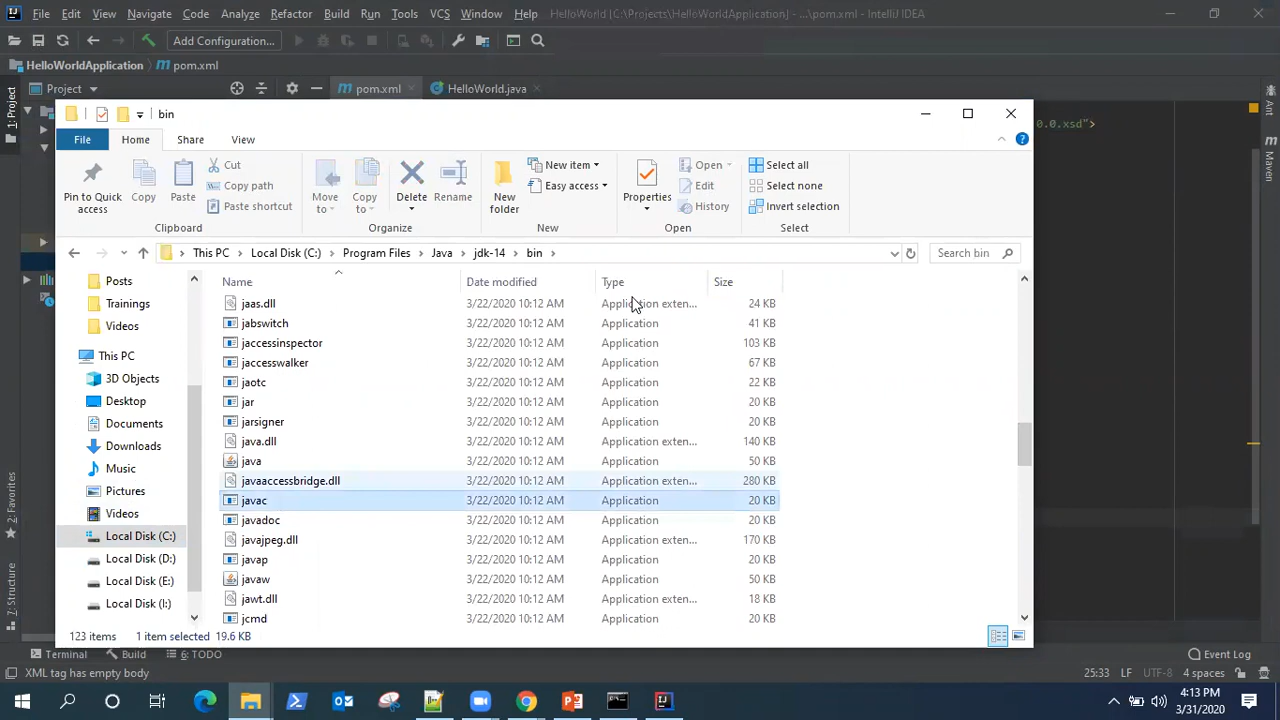 File Edit View Navigate Code Analyze Refactor Build Run Tools VCS Window Help HelloWorld [C:\Projects\HelloWorldApplication] - ...\pom.xml - IntelliJ IDEA
Add Configuration...
HelloWorldApplication pom.xml
Project pom.xml HelloWorld.java
1: Project
Ant
Maven
0.0.xsd">
bin
File Home Share View
Pin to Quick access
Copy
Paste
Cut
Copy path
Paste shortcut
Clipboard
Move to
Copy to
Delete
Rename
Organize
New folder
New item
Easy access
New
Properties
Open
Edit
History
Open
Select all
Select none
Invert selection
Select
This PC Local Disk (C:) Program Files Java jdk-14 bin
Search bin
Posts
Trainings
Videos
This PC
3D Objects
Desktop
Documents
Downloads
Music
Pictures
Videos
Local Disk (C:)
Local Disk (D:)
Local Disk (E:)
Local Disk (I:)
Name Date modified Type Size
jaas.dll 3/22/2020 10:12 AM Application exten... 24 KB
jabswitch 3/22/2020 10:12 AM Application 41 KB
jaccessinspector 3/22/2020 10:12 AM Application 103 KB
jaccesswalker 3/22/2020 10:12 AM Application 67 KB
jaotc 3/22/2020 10:12 AM Application 22 KB
jar 3/22/2020 10:12 AM Application 20 KB
jarsigner 3/22/2020 10:12 AM Application 20 KB
java.dll 3/22/2020 10:12 AM Application exten... 140 KB
java 3/22/2020 10:12 AM Application 50 KB
javaaccessbridge.dll 3/22/2020 10:12 AM Application exten... 280 KB
javac 3/22/2020 10:12 AM Application 20 KB
javadoc 3/22/2020 10:12 AM Application 20 KB
javajpeg.dll 3/22/2020 10:12 AM Application exten... 170 KB
javap 3/22/2020 10:12 AM Application 20 KB
javaw 3/22/2020 10:12 AM Application 50 KB
jawt.dll 3/22/2020 10:12 AM Application exten... 18 KB
jcmd 3/22/2020 10:12 AM Application 20 KB
123 items 1 item selected 19.6 KB
2: Favorites
7: Structure
Terminal Build 6: TODO Event Log
XML tag has empty body 25:33 LF UTF-8 4 spaces
4:13 PM
3/31/2020